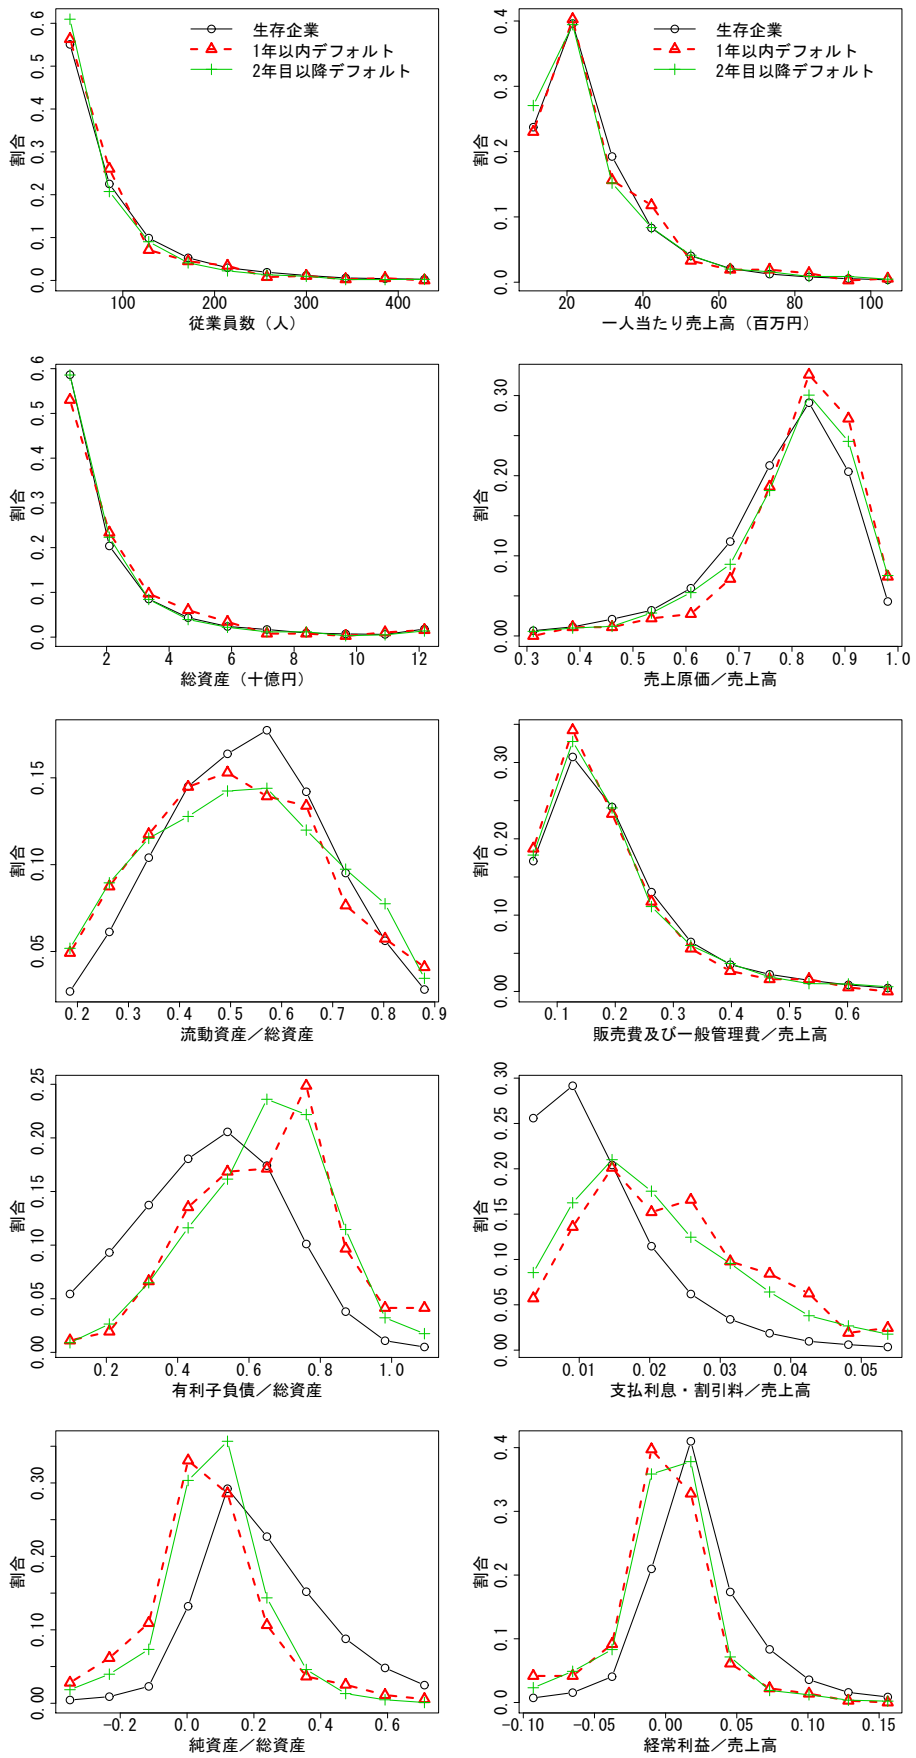 生存企業
1年以内デフォルト
2年目以降デフォルト
割合
0.0 0.1 0.2 0.3 0.4 0.5 0.6
100 200 300 400
従業員数（人）
生存企業
1年以内デフォルト
2年目以降デフォルト
割合
0.0 0.1 0.2 0.3 0.4
20 40 60 80 100
一人当たり売上高（百万円）
割合
0.0 0.1 0.2 0.3 0.4 0.5 0.6
2 4 6 8 10 12
総資産（十億円）
割合
0.00 0.10 0.20 0.30
0.3 0.4 0.5 0.6 0.7 0.8 0.9 1.0
売上原価／売上高
割合
0.05 0.10 0.15
0.2 0.3 0.4 0.5 0.6 0.7 0.8 0.9
流動資産／総資産
割合
0.00 0.10 0.20 0.30
0.1 0.2 0.3 0.4 0.5 0.6
販売費及び一般管理費／売上高
割合
0.00 0.05 0.10 0.15 0.20 0.25
0.2 0.4 0.6 0.8 1.0
有利子負債／総資産
割合
0.00 0.05 0.10 0.15 0.20 0.25 0.30
0.01 0.02 0.03 0.04 0.05
支払利息・割引料／売上高
割合
0.00 0.10 0.20 0.30
-0.2 0.0 0.2 0.4 0.6
純資産／総資産
割合
0.0 0.1 0.2 0.3 0.4
-0.10 -0.05 0.00 0.05 0.10 0.15
経常利益／売上高